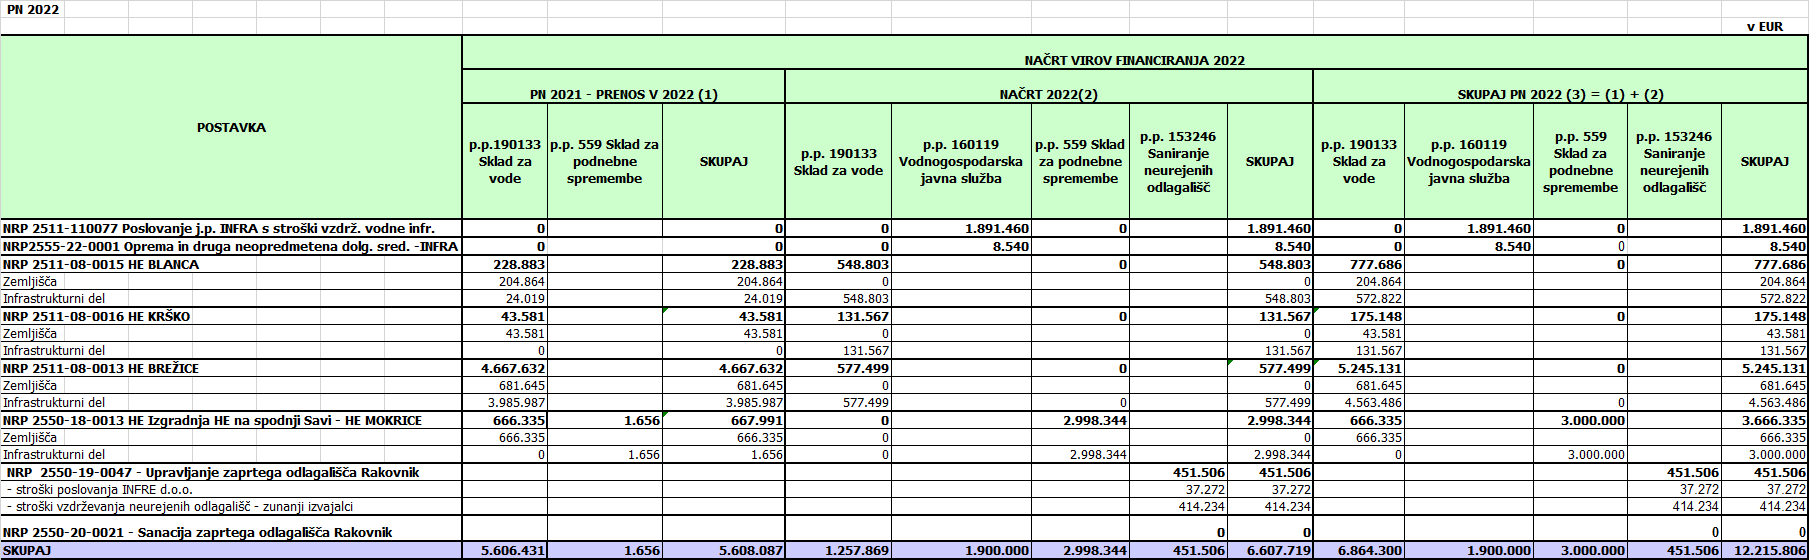 PN 2022
v EUR
POSTAVKA
NAČRT VIROV FINANCIRANJA 2022
PN 2021 - PRENOS V 2022 (1) NAČRT 2022(2) SKUPAJ PN 2022 (3) = (1) + (2)
p.p.190133 Sklad za vode p.p. 559 Sklad za podnebne spremembe SKUPAJ p.p. 190133 Sklad za vode p.p. 160119 Vodnogospodarska javna služba p.p. 559 Sklad za podnebne spremembe p.p. 153246 Saniranje neurejenih odlagališč SKUPAJ p.p. 190133 Sklad za vode p.p. 160119 Vodnogospodarska javna služba p.p. 559 Sklad za podnebne spremembe p.p. 153246 Saniranje neurejenih odlagališč SKUPAJ
NRP 2511-110077 Poslovanje j.p. INFRA s stroški vzdrž. vodne infr. 0 0 0 1.891.460 0 1.891.460 0 1.891.460 0 1.891.460
NRP2555-22-0001 Oprema in druga neopredmetena dolg. sred. -INFRA 0 0 0 8.540 8.540 0 8.540 0 8.540
NRP 2511-08-0015 HE BLANCA 228.883 228.883 548.803 0 548.803 777.686 0 777.686
Zemljišča 204.864 204.864 0 0 204.864 204.864
Infrastrukturni del 24.019 24.019 548.803 548.803 572.822 572.822
NRP 2511-08-0016 HE KRŠKO 43.581 43.581 131.567 0 131.567 175.148 0 175.148
Zemljišča 43.581 43.581 0 0 43.581 43.581
Infrastrukturni del 0 0 131.567 131.567 131.567 131.567
NRP 2511-08-0013 HE BREŽICE 4.667.632 4.667.632 577.499 0 577.499 5.245.131 0 5.245.131
Zemljišča 681.645 681.645 0 0 681.645 681.645
Infrastrukturni del 3.985.987 3.985.987 577.499 0 577.499 4.563.486 0 4.563.486
NRP 2550-18-0013 HE Izgradnja HE na spodnji Savi - HE MOKRICE 666.335 1.656 667.991 0 2.998.344 2.998.344 666.335 3.000.000 3.666.335
Zemljišča 666.335 666.335 0 0 666.335 666.335
Infrastrukturni del 0 1.656 1.656 0 2.998.344 2.998.344 0 3.000.000 3.000.000
NRP 2550-19-0047 - Upravljanje zaprtega odlagališča Rakovnik 451.506 451.506 451.506 451.506
- stroški poslovanja INFRE d.o.o. 37.272 37.272 37.272 37.272
- stroški vzdrževanja neurejenih odlagališč - zunanji izvajalci 414.234 414.234 414.234 414.234
NRP 2550-20-0021 - Sanacija zaprtega odlagališča Rakovnik 0 0 0 0
SKUPAJ 5.606.431 1.656 5.608.087 1.257.869 1.900.000 2.998.344 451.506 6.607.719 6.864.300 1.900.000 3.000.000 451.506 12.215.806